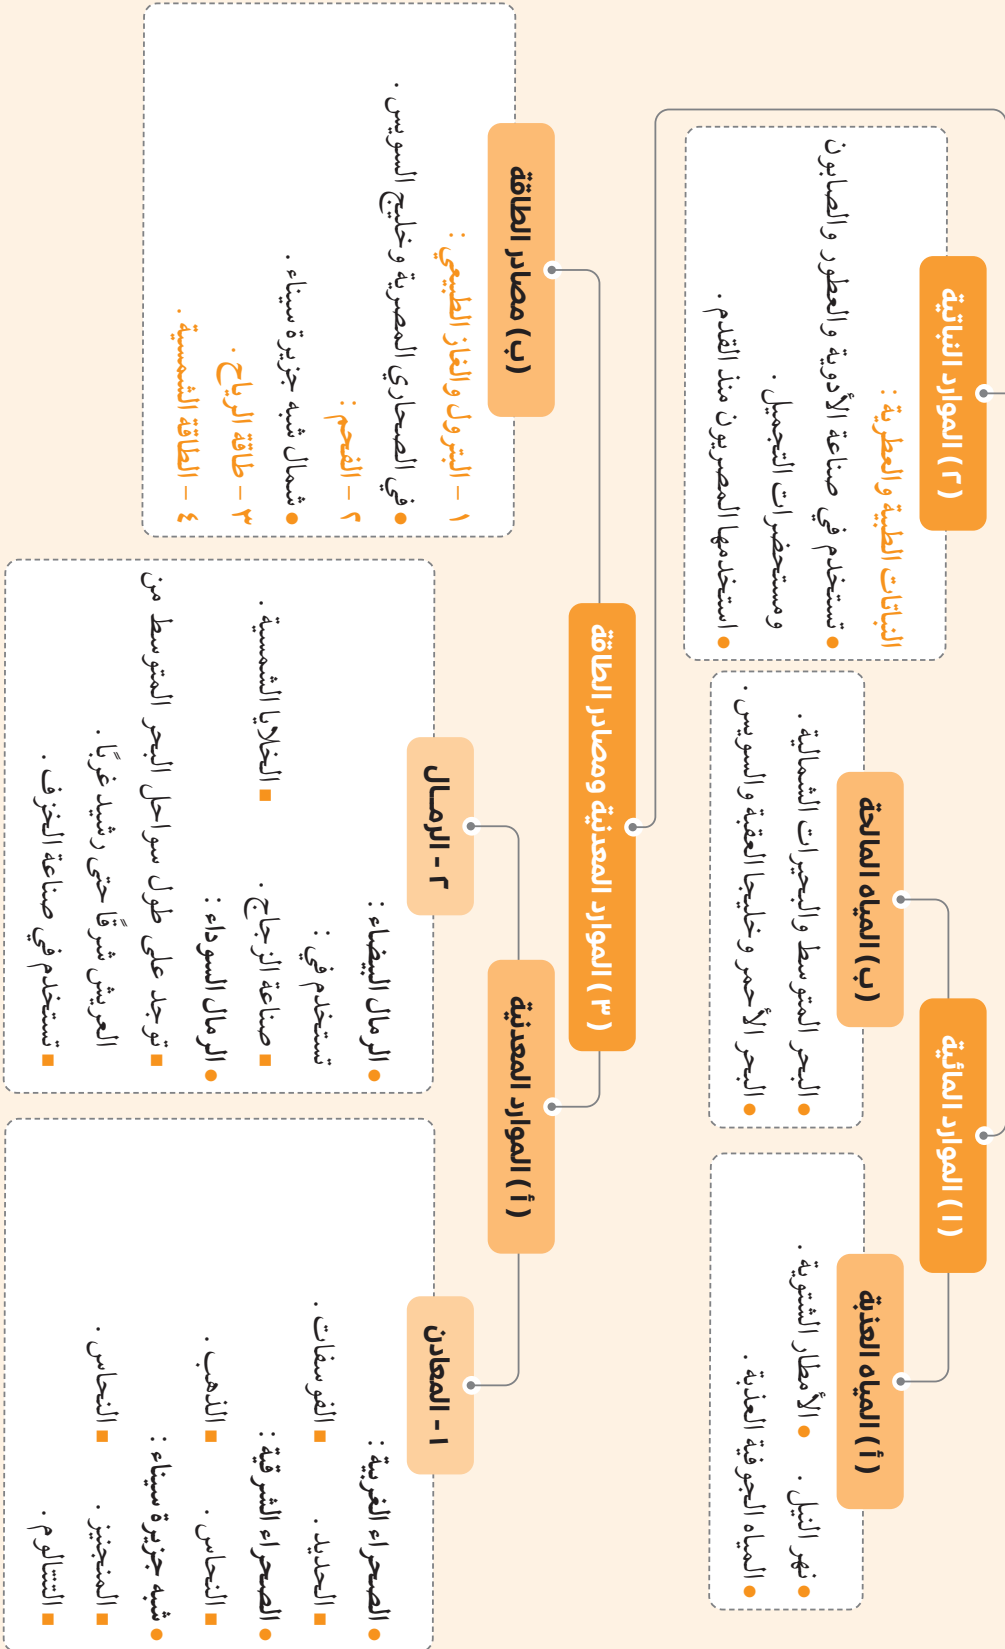 (١) الموارد المائية
(أ) المياه العذبة
● نهر النيل . ● الأمطار الشتوية .
● المياه الجوفية العذبة .
(ب) المياه المالحة
● البحر المتوسط والبحيرات الشمالية .
● البحر الأحمر وخليجا العقبة والسويس .
(٢) الموارد النباتية
النباتات الطبية والعطرية :
● تستخدم في صناعة الأدوية والعطور والصابون
ومستحضرات التجميل .
● استخدمها المصريون منذ القدم .
(٣) الموارد المعدنية ومصادر الطاقة
(أ) الموارد المعدنية
١ - المعادن
● الصحراء الغربية :
■ الحديد . ■ الفوسفات .
● الصحراء الشرقية :
■ النحاس . ■ الذهب .
● شبه جزيرة سيناء :
■ المنجنيز . ■ النحاس .
■ التنتالوم .
٢ - الرمـال
● الرمال البيضاء :
تستخدم في :
■ صناعة الزجاج . ■ الخلايا الشمسية .
● الرمال السوداء :
■ توجد على طول سواحل البحر المتوسط من
العريش شرقًا حتى رشيد غربًا .
■ تستخدم في صناعة الخزف .
(ب) مصادر الطاقة
١ – البترول والغاز الطبيعي :
● في الصحاري المصرية وخليج السويس .
٢ – الفحم :
● شمال شبه جزيرة سيناء .
٣ – طاقة الرياح .
٤ – الطاقة الشمسية .